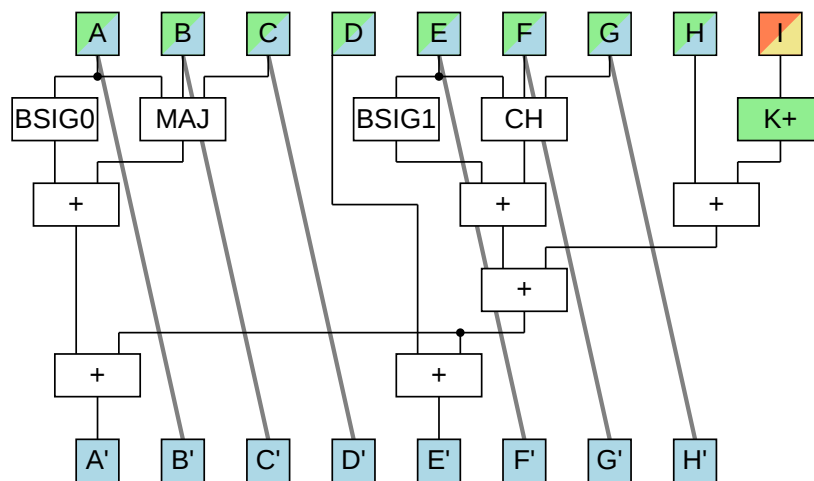 A B C D E F G H I
BSIG0 MAJ BSIG1 CH K+
+ + +
+
+ +
A' B' C' D' E' F' G' H'